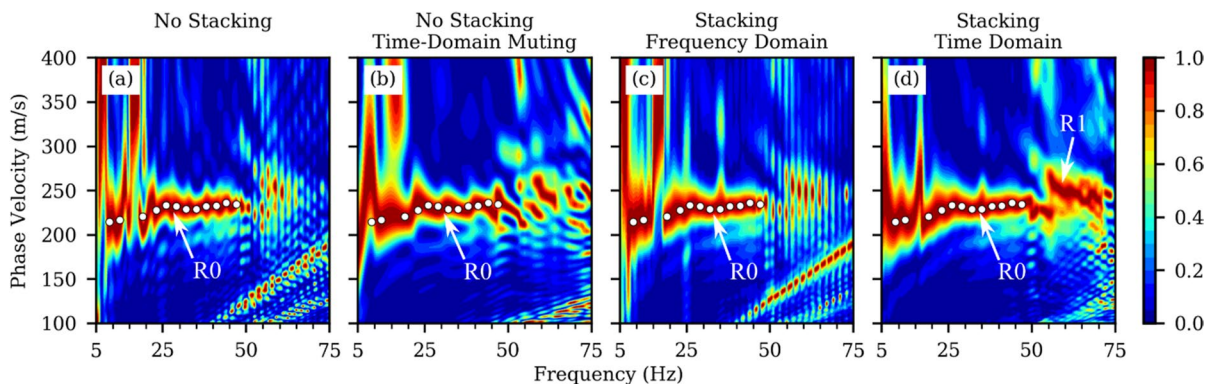 No Stacking
No Stacking
Time-Domain Muting
Stacking
Frequency Domain
Stacking
Time Domain
Phase Velocity (m/s)
400
350
300
250
200
150
100
(a)
R0
5
25
50
75
(b)
R0
5
25
50
75
(c)
R0
5
25
50
75
(d)
R1
R0
5
25
50
75
1.0
0.8
0.6
0.4
0.2
0.0
Frequency (Hz)